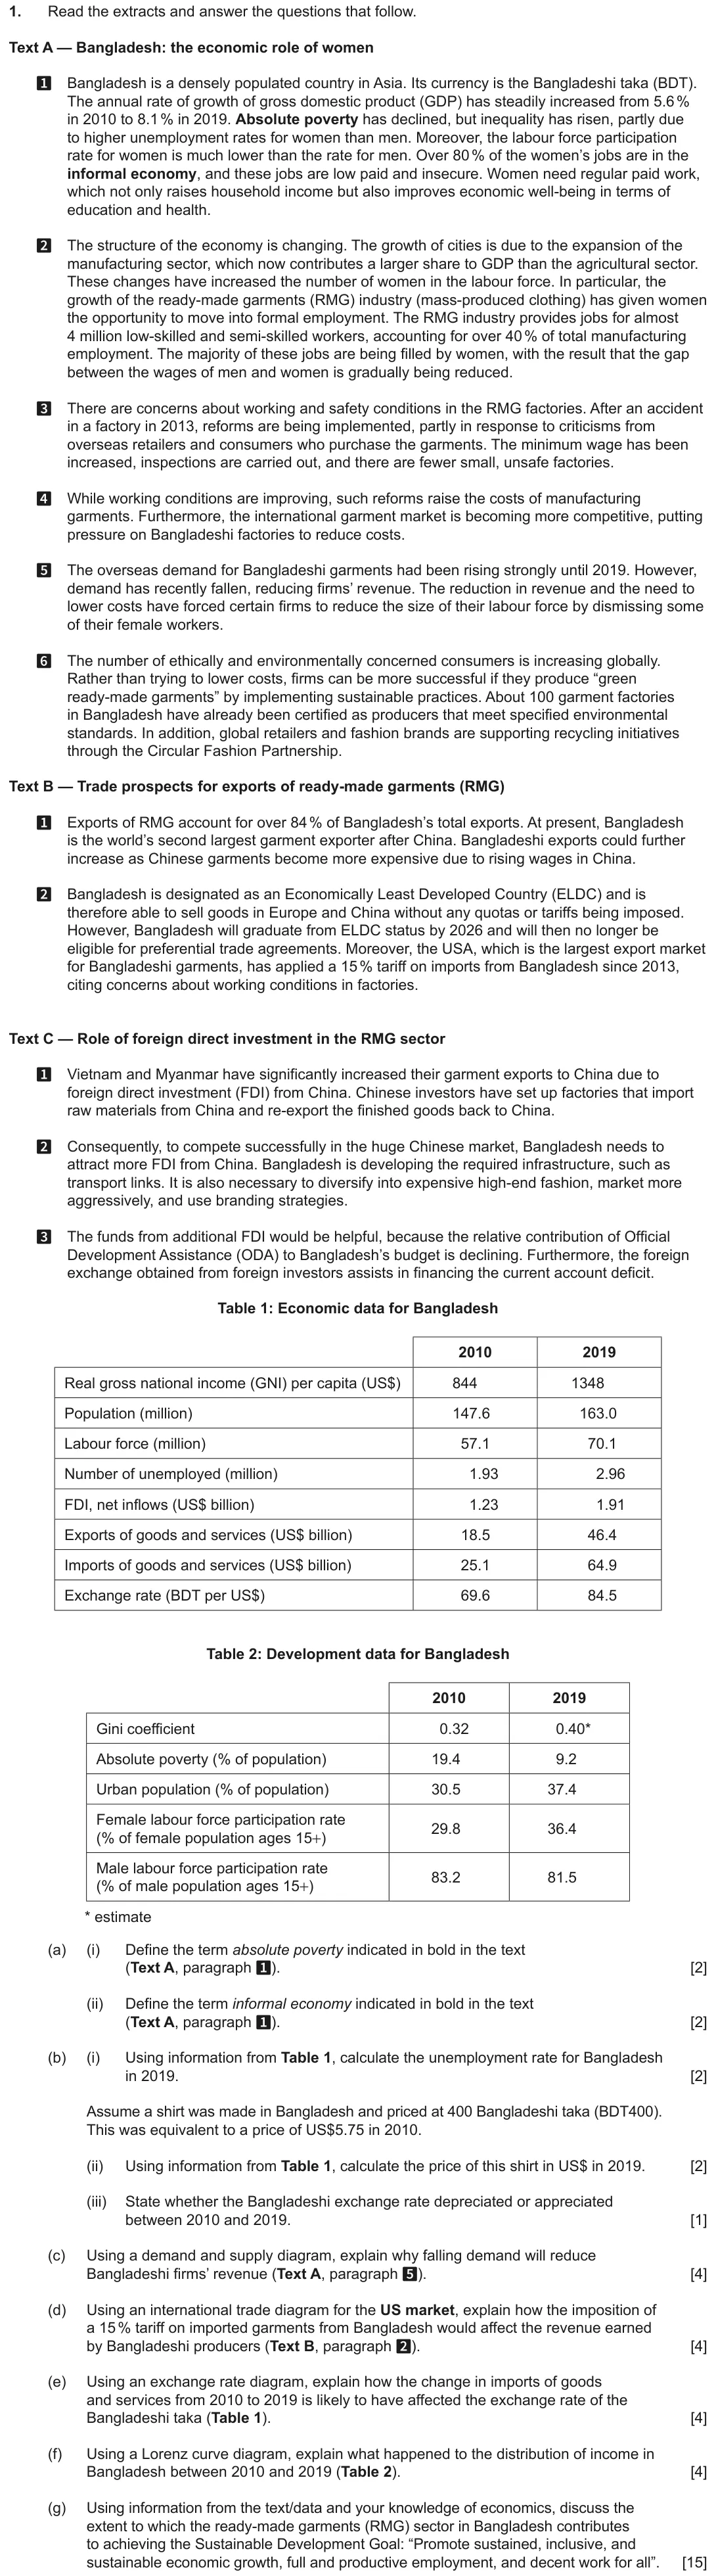 1. Read the extracts and answer the questions that follow.
Text A — Bangladesh: the economic role of women
1 Bangladesh is a densely populated country in Asia. Its currency is the Bangladeshi taka (BDT).
The annual rate of growth of gross domestic product (GDP) has steadily increased from 5.6%
in 2010 to 8.1% in 2019. Absolute poverty has declined, but inequality has risen, partly due
to higher unemployment rates for women than men. Moreover, the labour force participation
rate for women is much lower than the rate for men. Over 80% of the women's jobs are in the
informal economy, and these jobs are low paid and insecure. Women need regular paid work,
which not only raises household income but also improves economic well-being in terms of
education and health.
2 The structure of the economy is changing. The growth of cities is due to the expansion of the
manufacturing sector, which now contributes a larger share to GDP than the agricultural sector.
These changes have increased the number of women in the labour force. In particular, the
growth of the ready-made garments (RMG) industry (mass-produced clothing) has given women
the opportunity to move into formal employment. The RMG industry provides jobs for almost
4 million low-skilled and semi-skilled workers, accounting for over 40% of total manufacturing
employment. The majority of these jobs are being filled by women, with the result that the gap
between the wages of men and women is gradually being reduced.
3 There are concerns about working and safety conditions in the RMG factories. After an accident
in a factory in 2013, reforms are being implemented, partly in response to criticisms from
overseas retailers and consumers who purchase the garments. The minimum wage has been
increased, inspections are carried out, and there are fewer small, unsafe factories.
4 While working conditions are improving, such reforms raise the costs of manufacturing
garments. Furthermore, the international garment market is becoming more competitive, putting
pressure on Bangladeshi factories to reduce costs.
5 The overseas demand for Bangladeshi garments had been rising strongly until 2019. However,
demand has recently fallen, reducing firms' revenue. The reduction in revenue and the need to
lower costs have forced certain firms to reduce the size of their labour force by dismissing some
of their female workers.
6 The number of ethically and environmentally concerned consumers is increasing globally.
Rather than trying to lower costs, firms can be more successful if they produce “green
ready-made garments” by implementing sustainable practices. About 100 garment factories
in Bangladesh have already been certified as producers that meet specified environmental
standards. In addition, global retailers and fashion brands are supporting recycling initiatives
through the Circular Fashion Partnership.
Text B — Trade prospects for exports of ready-made garments (RMG)
1 Exports of RMG account for over 84% of Bangladesh's total exports. At present, Bangladesh
is the world's second largest garment exporter after China. Bangladeshi exports could further
increase as Chinese garments become more expensive due to rising wages in China.
2 Bangladesh is designated as an Economically Least Developed Country (ELDC) and is
therefore able to sell goods in Europe and China without any quotas or tariffs being imposed.
However, Bangladesh will graduate from ELDC status by 2026 and will then no longer be
eligible for preferential trade agreements. Moreover, the USA, which is the largest export market
for Bangladeshi garments, has applied a 15% tariff on imports from Bangladesh since 2013,
citing concerns about working conditions in factories.
Text C — Role of foreign direct investment in the RMG sector
1 Vietnam and Myanmar have significantly increased their garment exports to China due to
foreign direct investment (FDI) from China. Chinese investors have set up factories that import
raw materials from China and re-export the finished goods back to China.
2 Consequently, to compete successfully in the huge Chinese market, Bangladesh needs to
attract more FDI from China. Bangladesh is developing the required infrastructure, such as
transport links. It is also necessary to diversify into expensive high-end fashion, market more
aggressively, and use branding strategies.
3 The funds from additional FDI would be helpful, because the relative contribution of Official
Development Assistance (ODA) to Bangladesh's budget is declining. Furthermore, the foreign
exchange obtained from foreign investors assists in financing the current account deficit.
Table 1: Economic data for Bangladesh
2010 2019
Real gross national income (GNI) per capita (US$) 844 1348
Population (million) 147.6 163.0
Labour force (million) 57.1 70.1
Number of unemployed (million) 1.93 2.96
FDI, net inflows (US$ billion) 1.23 1.91
Exports of goods and services (US$ billion) 18.5 46.4
Imports of goods and services (US$ billion) 25.1 64.9
Exchange rate (BDT per US$) 69.6 84.5
Table 2: Development data for Bangladesh
2010 2019
Gini coefficient 0.32 0.40*
Absolute poverty (% of population) 19.4 9.2
Urban population (% of population) 30.5 37.4
Female labour force participation rate
(% of female population ages 15+) 29.8 36.4
Male labour force participation rate
(% of male population ages 15+) 83.2 81.5
* estimate
(a) (i) Define the term absolute poverty indicated in bold in the text
(Text A, paragraph 1). [2]
(ii) Define the term informal economy indicated in bold in the text
(Text A, paragraph 1). [2]
(b) (i) Using information from Table 1, calculate the unemployment rate for Bangladesh
in 2019. [2]
Assume a shirt was made in Bangladesh and priced at 400 Bangladeshi taka (BDT400).
This was equivalent to a price of US$5.75 in 2010.
(ii) Using information from Table 1, calculate the price of this shirt in US$ in 2019. [2]
(iii) State whether the Bangladeshi exchange rate depreciated or appreciated
between 2010 and 2019. [1]
(c) Using a demand and supply diagram, explain why falling demand will reduce
Bangladeshi firms' revenue (Text A, paragraph 5). [4]
(d) Using an international trade diagram for the US market, explain how the imposition of
a 15% tariff on imported garments from Bangladesh would affect the revenue earned
by Bangladeshi producers (Text B, paragraph 2). [4]
(e) Using an exchange rate diagram, explain how the change in imports of goods
and services from 2010 to 2019 is likely to have affected the exchange rate of the
Bangladeshi taka (Table 1). [4]
(f) Using a Lorenz curve diagram, explain what happened to the distribution of income in
Bangladesh between 2010 and 2019 (Table 2). [4]
(g) Using information from the text/data and your knowledge of economics, discuss the
extent to which the ready-made garments (RMG) sector in Bangladesh contributes
to achieving the Sustainable Development Goal: “Promote sustained, inclusive, and
sustainable economic growth, full and productive employment, and decent work for all”. [15]